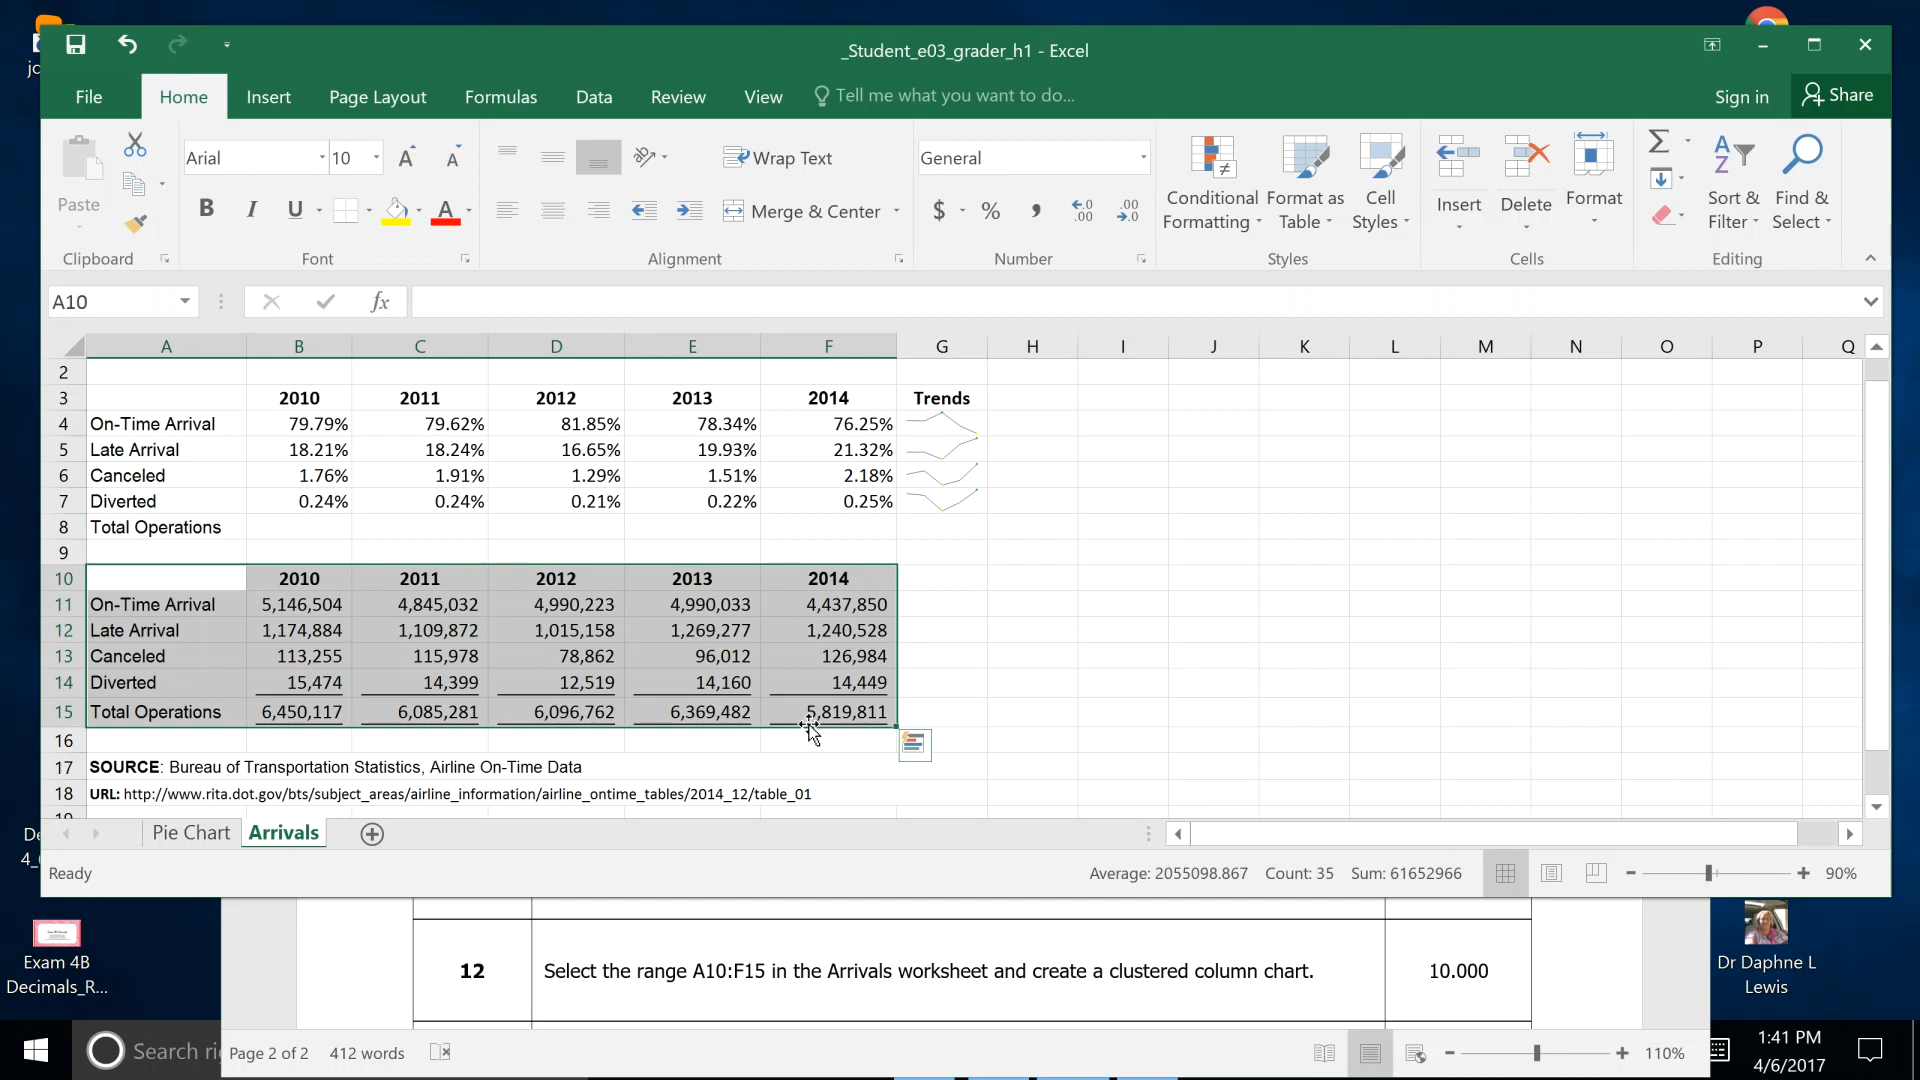 _Student_e03_grader_h1 - Excel
File Home Insert Page Layout Formulas Data Review View Tell me what you want to do... Sign in Share
Paste
Clipboard
Arial 10
B I U A
Font
Wrap Text
Merge & Center
Alignment
General
$ % ,
Number
Conditional Formatting
Format as Table
Cell Styles
Styles
Insert Delete Format
Cells
Sort & Filter
Find & Select
Editing
A10 fx
A B C D E F G H I J K L M N O P Q
2
3 2010 2011 2012 2013 2014 Trends
4 On-Time Arrival 79.79% 79.62% 81.85% 78.34% 76.25%
5 Late Arrival 18.21% 18.24% 16.65% 19.93% 21.32%
6 Canceled 1.76% 1.91% 1.29% 1.51% 2.18%
7 Diverted 0.24% 0.24% 0.21% 0.22% 0.25%
8 Total Operations
9
10 2010 2011 2012 2013 2014
11 On-Time Arrival 5,146,504 4,845,032 4,990,223 4,990,033 4,437,850
12 Late Arrival 1,174,884 1,109,872 1,015,158 1,269,277 1,240,528
13 Canceled 113,255 115,978 78,862 96,012 126,984
14 Diverted 15,474 14,399 12,519 14,160 14,449
15 Total Operations 6,450,117 6,085,281 6,096,762 6,369,482 5,819,811
16
17 SOURCE: Bureau of Transportation Statistics, Airline On-Time Data
18 URL: http://www.rita.dot.gov/bts/subject_areas/airline_information/airline_ontime_tables/2014_12/table_01
Pie Chart Arrivals
Ready Average: 2055098.867 Count: 35 Sum: 61652966 90%
Exam 4B
Decimals_R...
12 Select the range A10:F15 in the Arrivals worksheet and create a clustered column chart. 10.000
Dr Daphne L
Lewis
Search
Page 2 of 2 412 words 110%
1:41 PM
4/6/2017